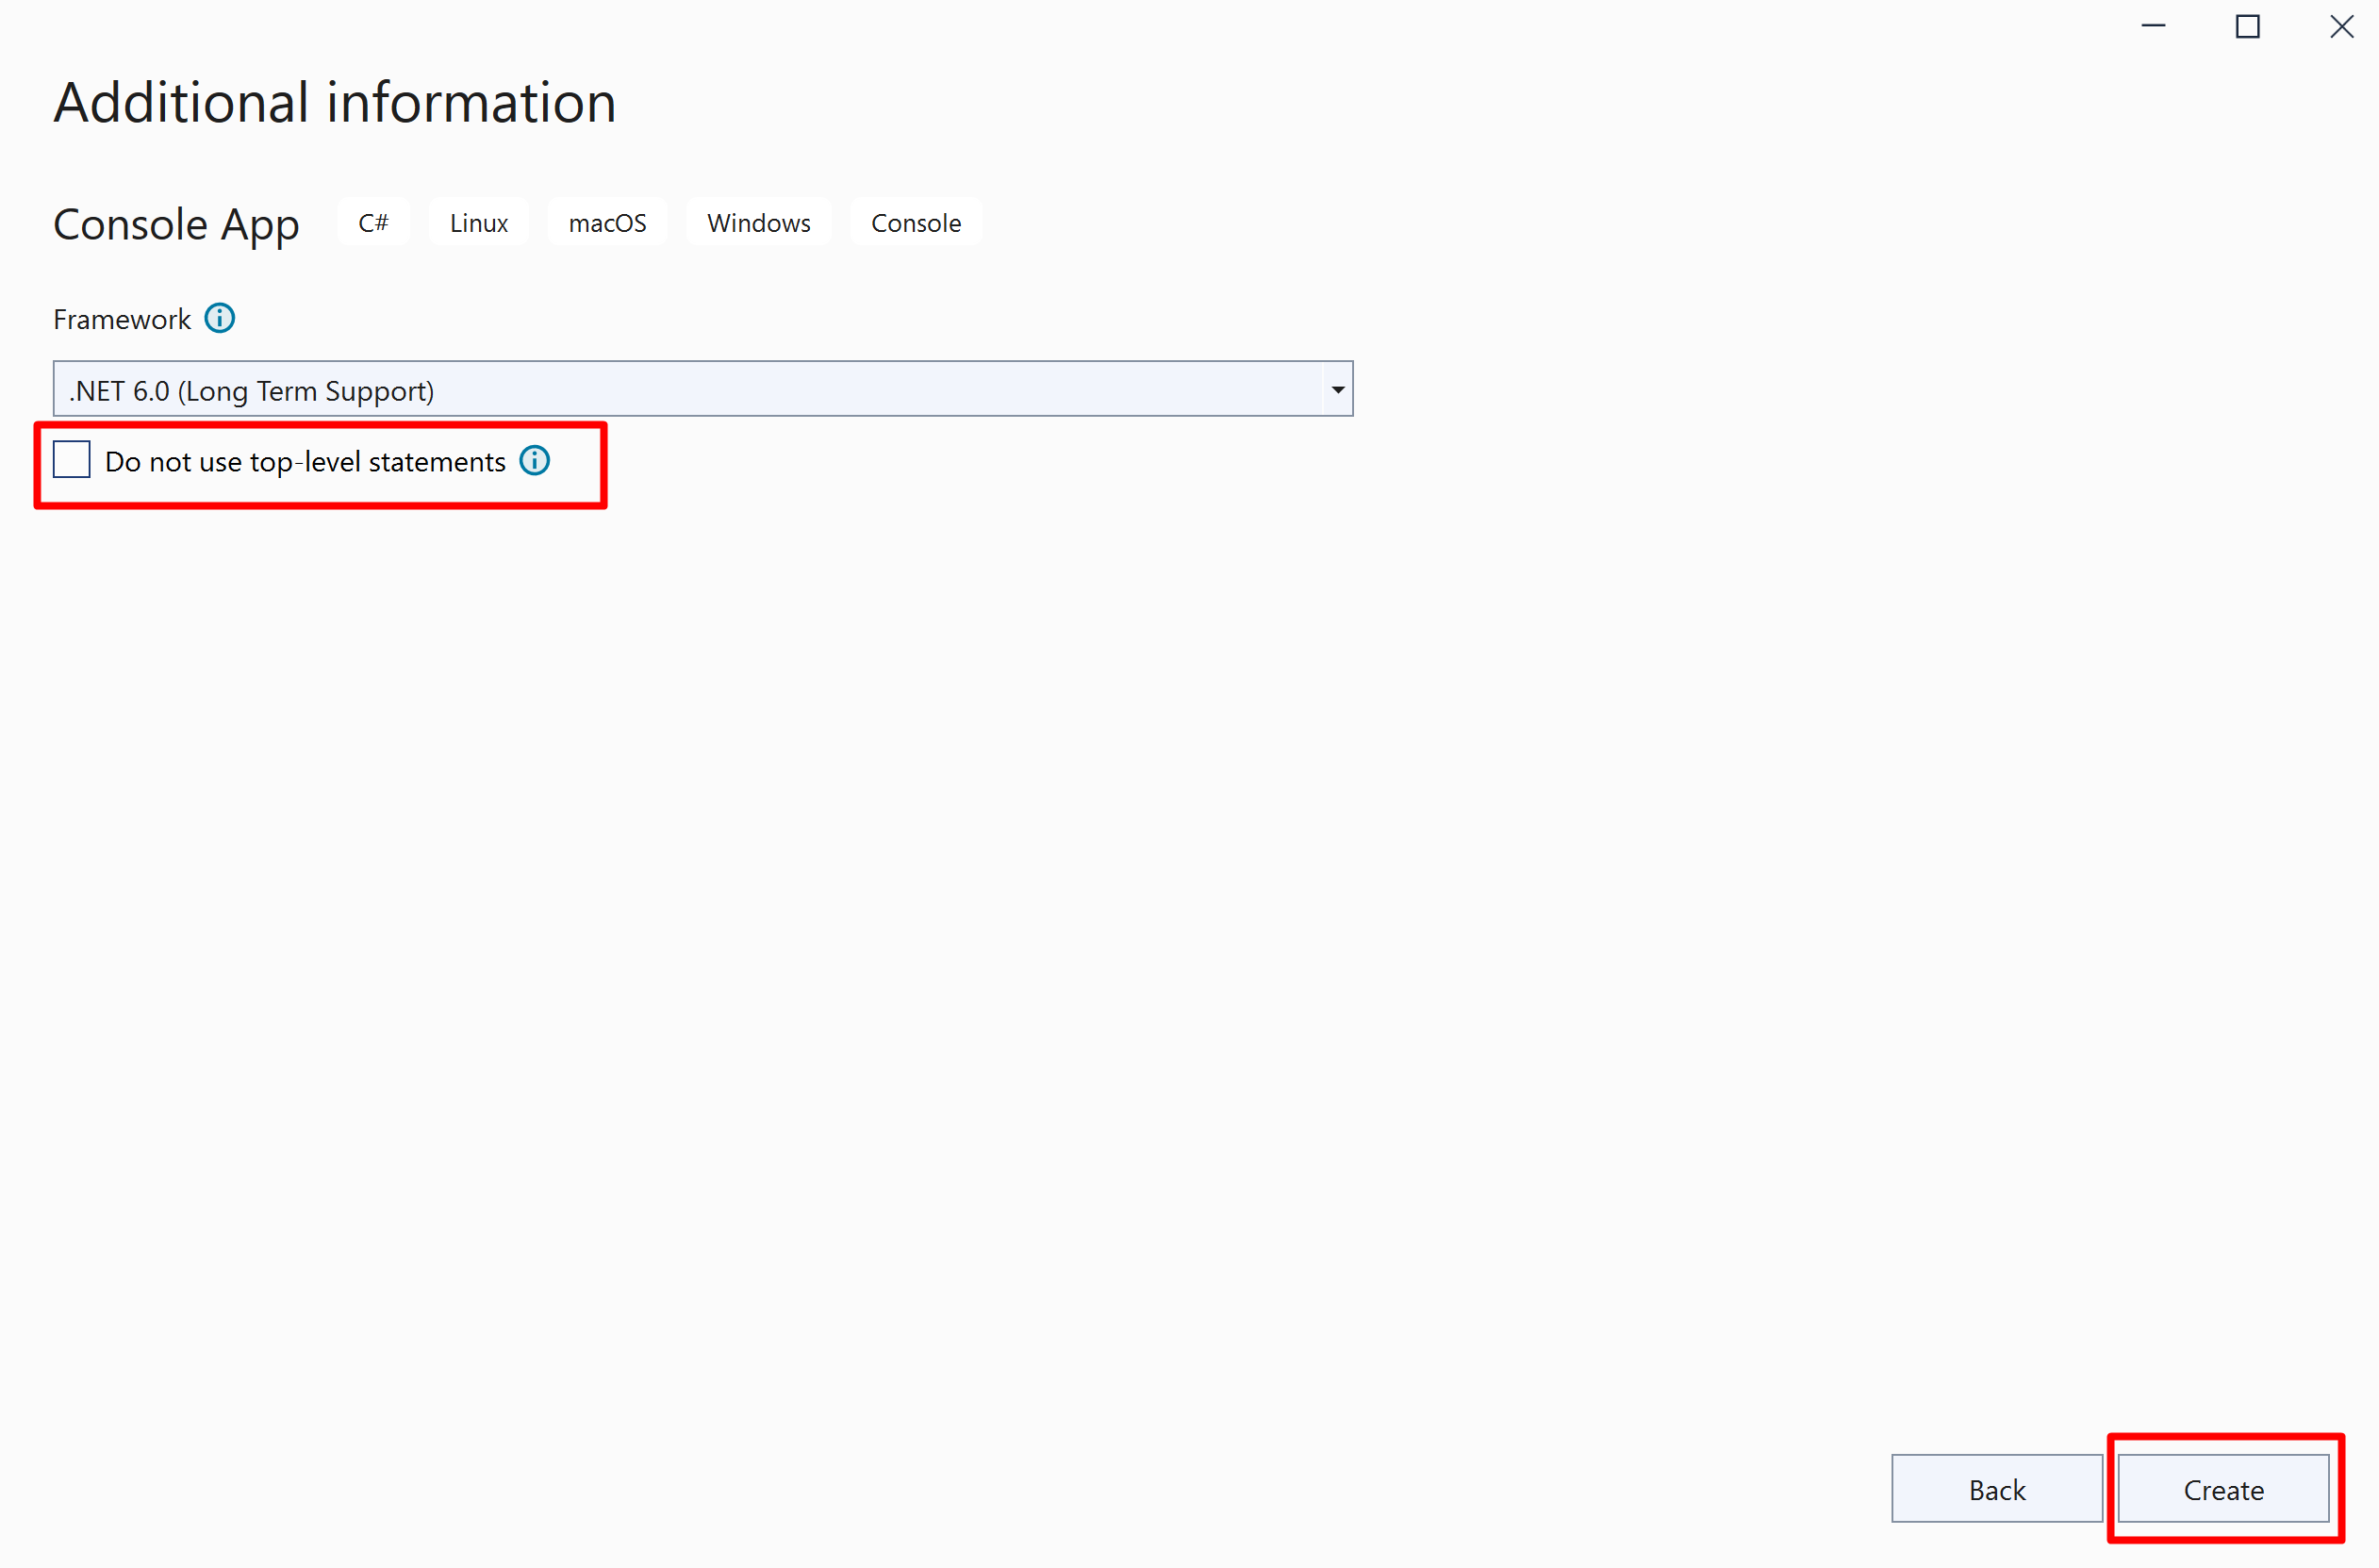 Additional information
Console App C# Linux macOS Windows Console
Framework
.NET 6.0 (Long Term Support)
Do not use top-level statements
Back Create